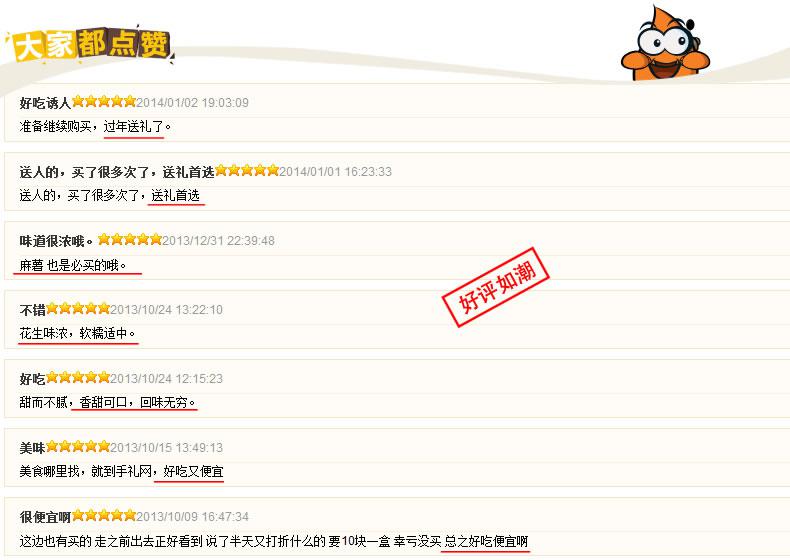 大家都点赞
好吃诱人2014/01/02 19:03:09
准备继续购买，过年送礼了。
送人的，买了很多次了，送礼首选2014/01/01 16:23:33
送人的，买了很多次了，送礼首选
味道很浓哦。2013/12/31 22:39:48
麻薯 也是必买的哦。
好评如潮
不错2013/10/24 13:22:10
花生味浓，软糯适中。
好吃2013/10/24 12:15:23
甜而不腻，香甜可口，回味无穷。
美味2013/10/15 13:49:13
美食哪里找，就到手礼网，好吃又便宜
很便宜啊2013/10/09 16:47:34
这边也有买的 走之前出去正好看到 说了半天又打折什么的 要10块一盒 幸亏没买 总之好吃便宜啊